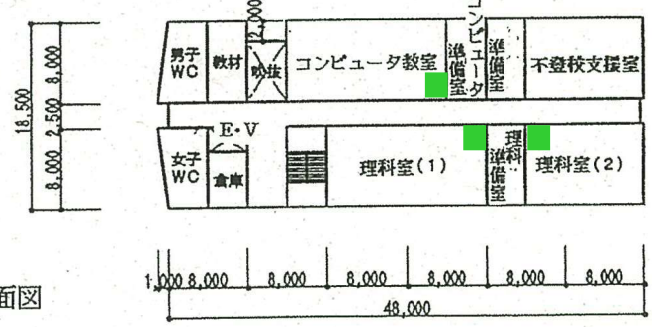 2,000
男子
WC
教材
吹抜
コンピュータ教室
コンピュータ
準備室
準備室
不登校支援室
8,000
2,500
8,000
18,500
E・V
女子
WC
倉庫
理科室(1)
理科
準備室
理科室(2)
1,000 8,000 8,000 8,000 8,000 8,000 8,000
48,000
面図